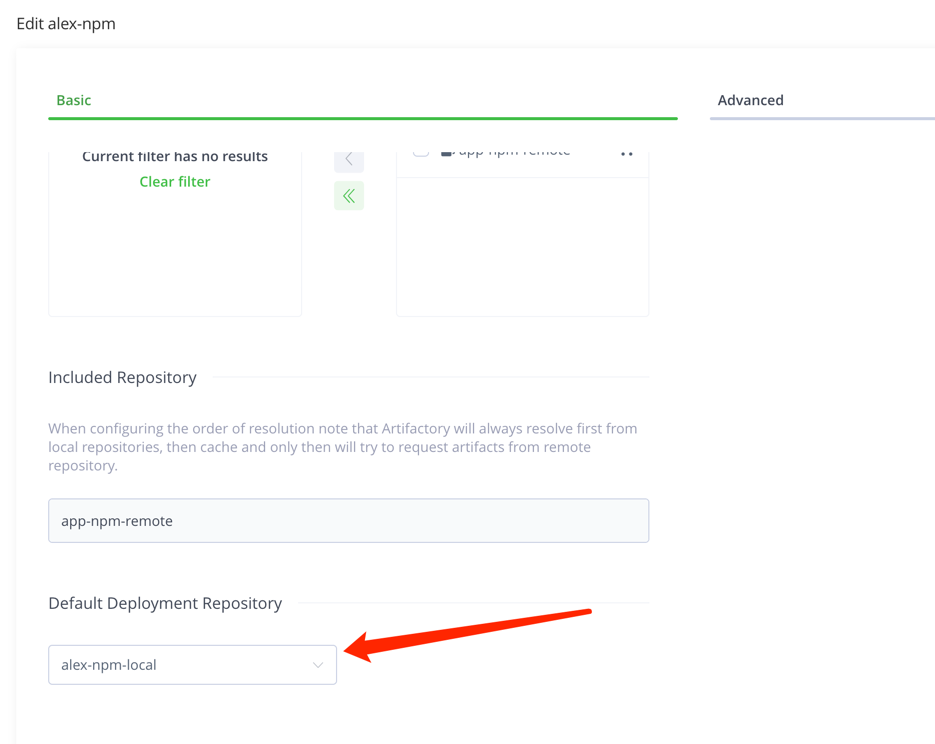 Edit alex-npm
Basic
Advanced
Current filter has no results
Clear filter
app-npm-remote
Included Repository
When configuring the order of resolution note that Artifactory will always resolve first from
local repositories, then cache and only then will try to request artifacts from remote
repository.
app-npm-remote
Default Deployment Repository
alex-npm-local